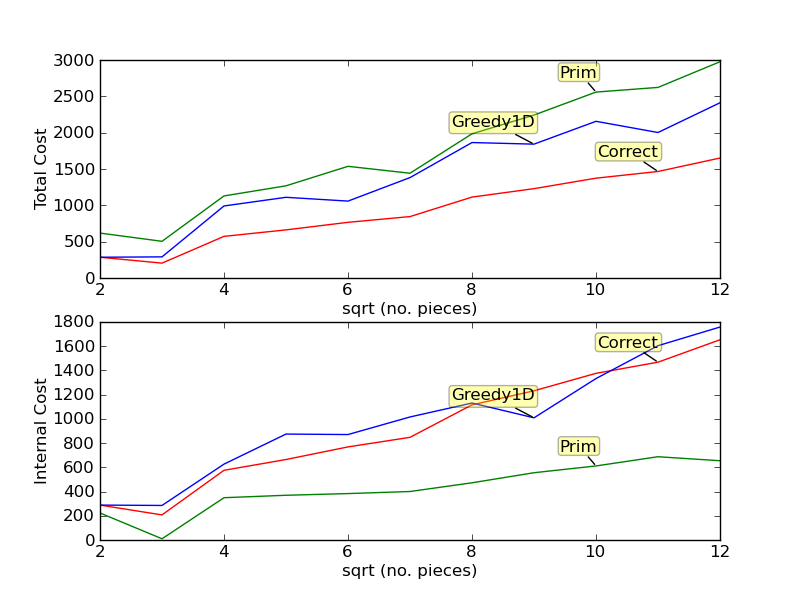 3000
2500
2000
1500
1000
500
0
Total Cost
Prim
Greedy1D
Correct
2 4 6 8 10 12
sqrt (no. pieces)
1800
1600
1400
1200
1000
800
600
400
200
0
Internal Cost
Correct
Greedy1D
Prim
2 4 6 8 10 12
sqrt (no. pieces)